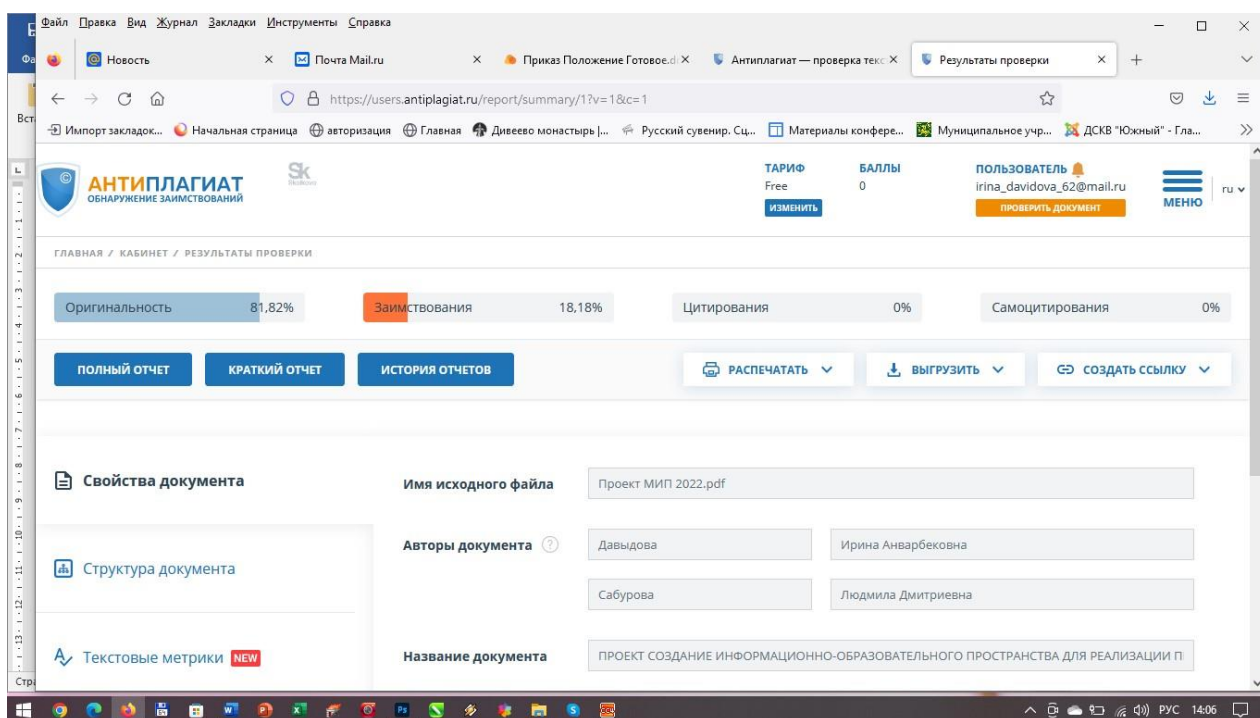 Файл Правка Вид Журнал Закладки Инструменты Справка
Новость
Почта Mail.ru
Приказ Положение Готовое.d
Антиплагиат — проверка текс
Результаты проверки
https://users.antiplagiat.ru/report/summary/1?v=1&c=1
Импорт закладок... Начальная страница авторизация Главная Дивеево монастырь |... Русский сувенир. Сц... Материалы конфере... Муниципальное учр... ДСКВ "Южный" - Гла...
АНТИПЛАГИАТ
ОБНАРУЖЕНИЕ ЗАИМСТВОВАНИЙ
Sk
ТАРИФ
Free
ИЗМЕНИТЬ
БАЛЛЫ
0
ПОЛЬЗОВАТЕЛЬ
irina_davidova_62@mail.ru
ПРОВЕРИТЬ ДОКУМЕНТ
МЕНЮ
ru
ГЛАВНАЯ / КАБИНЕТ / РЕЗУЛЬТАТЫ ПРОВЕРКИ
Оригинальность 81,82%
Заимствования 18,18%
Цитирования 0%
Самоцитирования 0%
ПОЛНЫЙ ОТЧЕТ КРАТКИЙ ОТЧЕТ ИСТОРИЯ ОТЧЕТОВ РАСПЕЧАТАТЬ ВЫГРУЗИТЬ СОЗДАТЬ ССЫЛКУ
Свойства документа
Структура документа
Текстовые метрики NEW
Имя исходного файла Проект МИП 2022.pdf
Авторы документа ? Давыдова Ирина Анварбековна
Сабурова Людмила Дмитриевна
Название документа ПРОЕКТ СОЗДАНИЕ ИНФОРМАЦИОННО-ОБРАЗОВАТЕЛЬНОГО ПРОСТРАНСТВА ДЛЯ РЕАЛИЗАЦИИ П
РУС 14:06